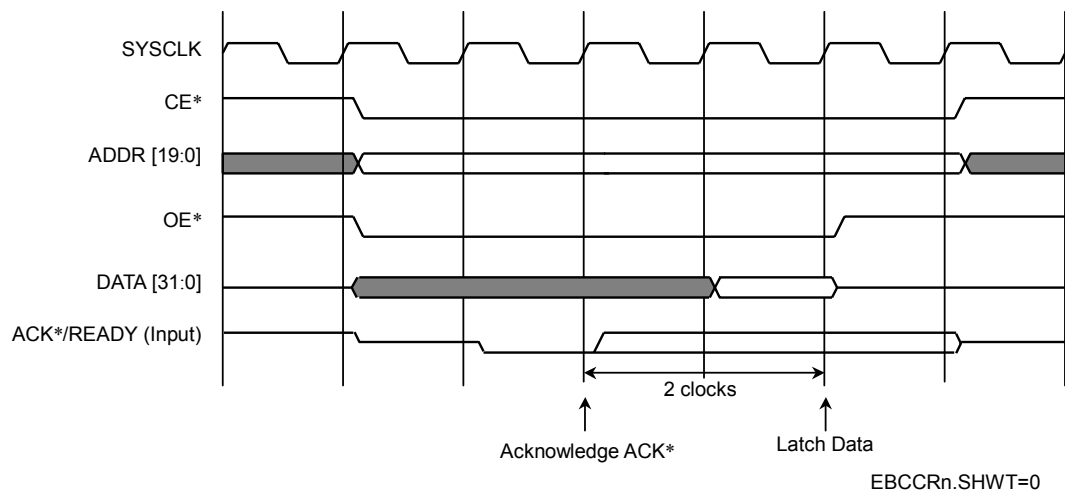 SYSCLK
CE*
ADDR [19:0]
OE*
DATA [31:0]
ACK*/READY (Input)
2 clocks
Acknowledge ACK*
Latch Data
EBCCRn.SHWT=0